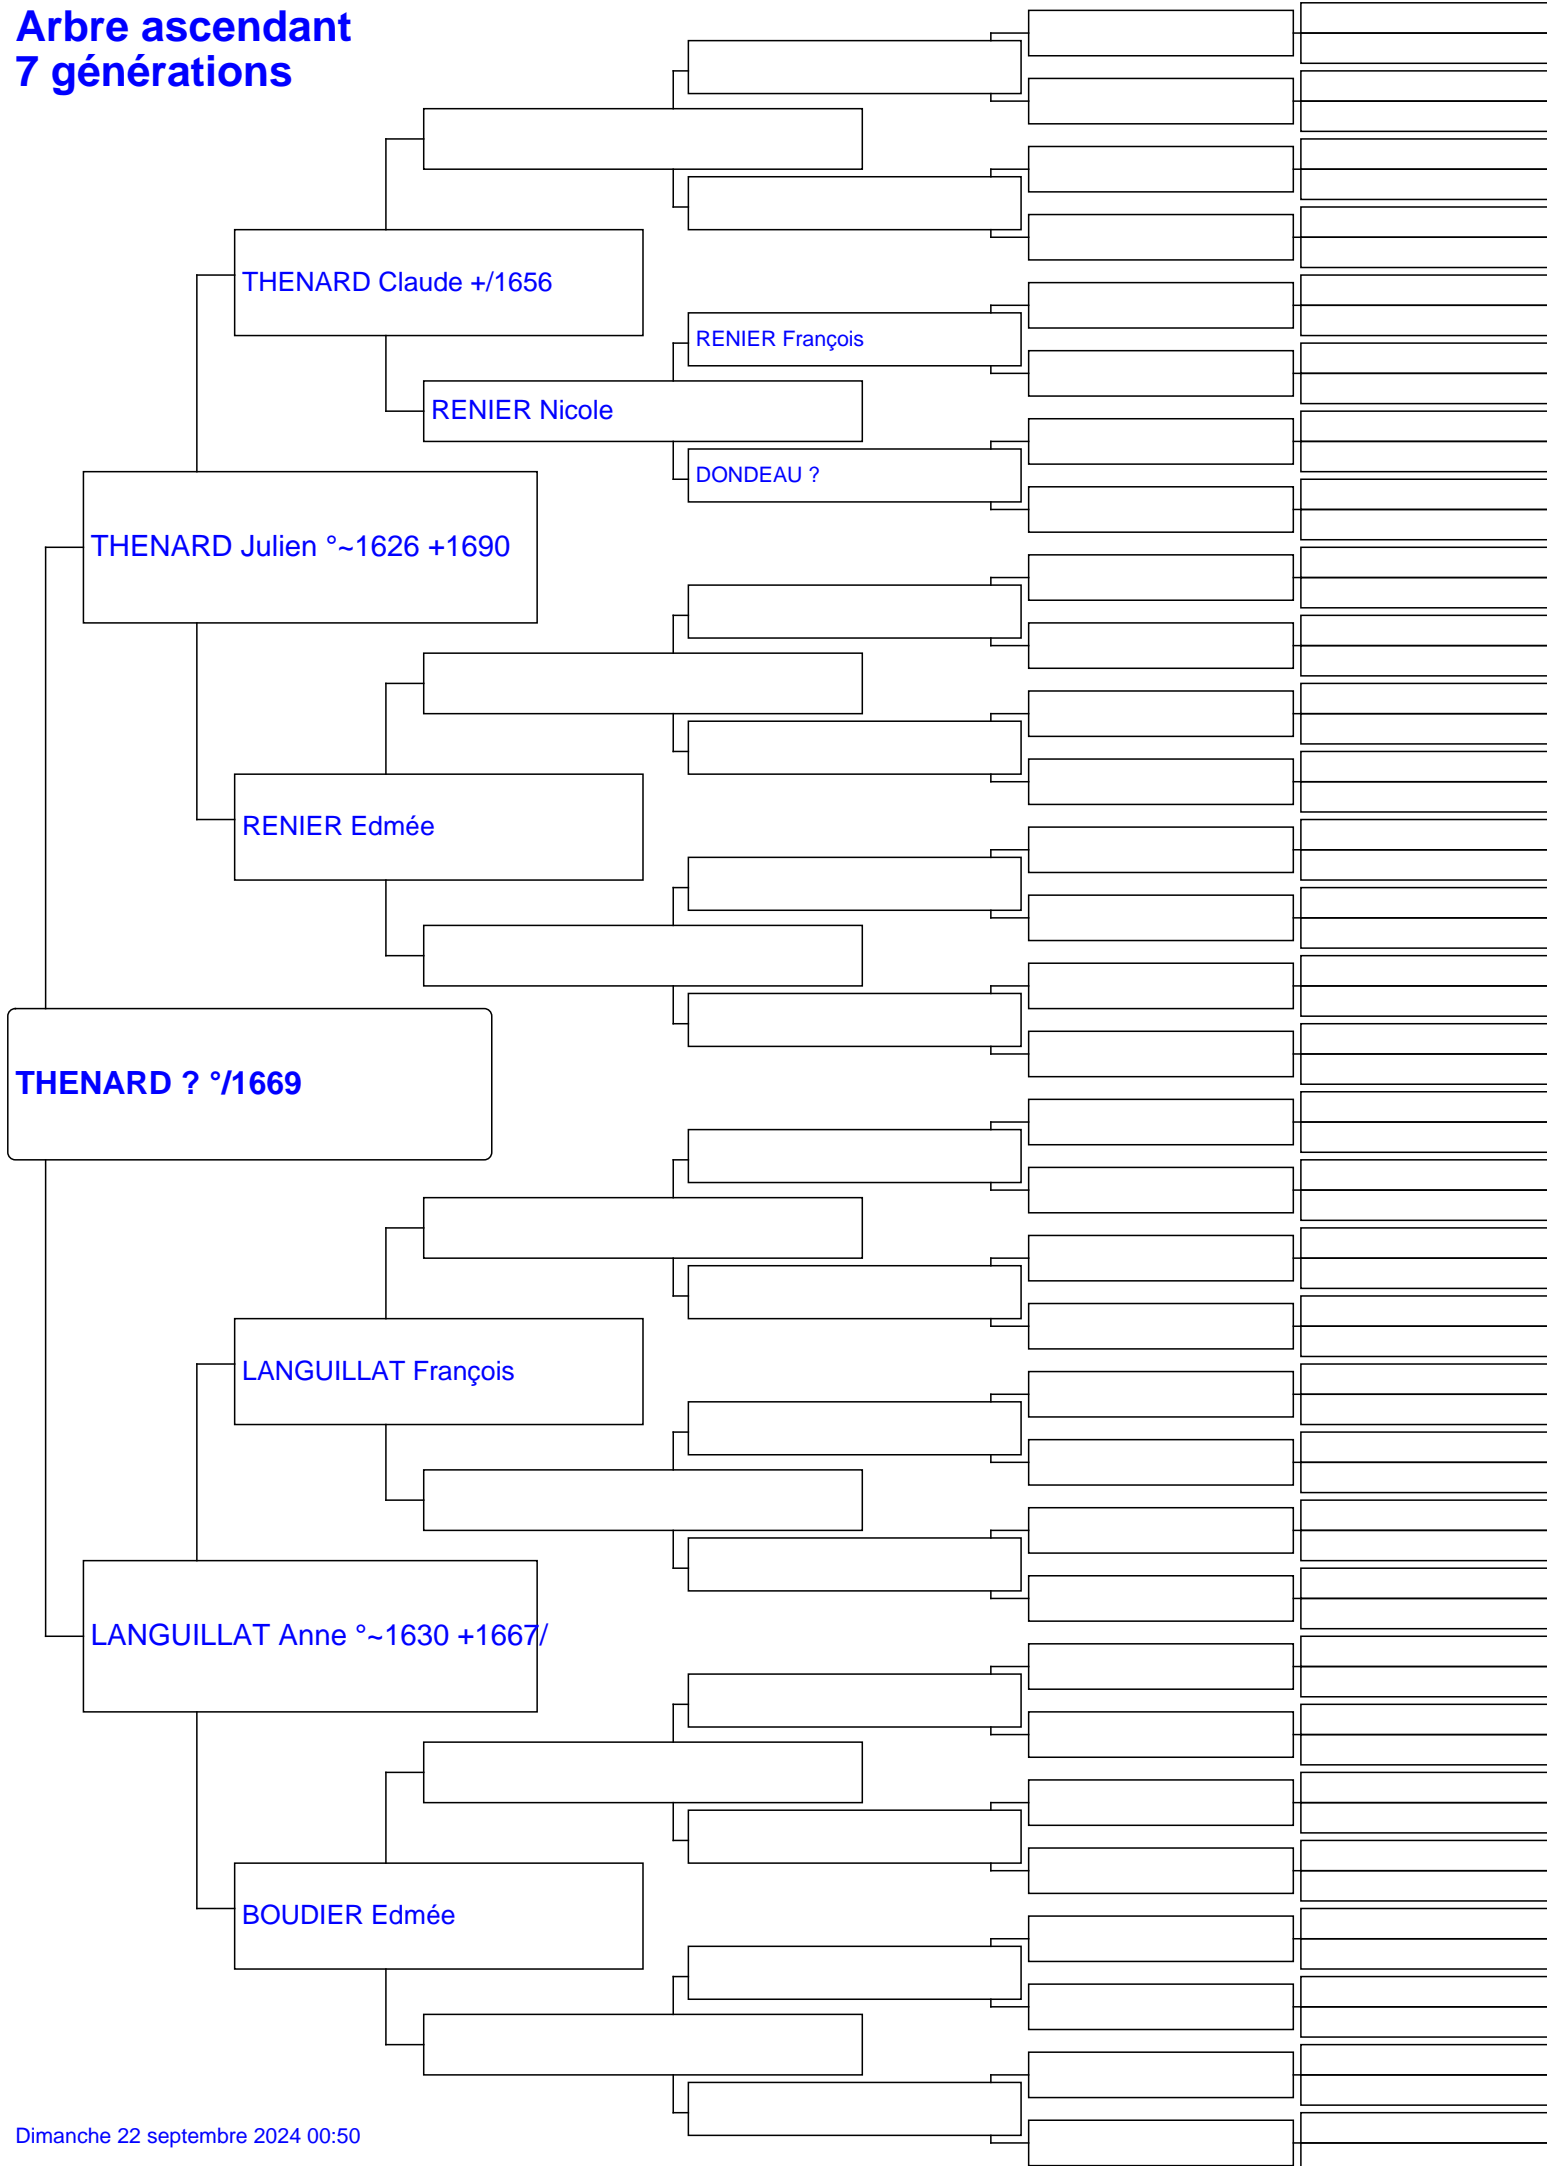 Arbre ascendant
7 générations
THENARD Claude +/1656
RENIER François
RENIER Nicole
DONDEAU ?
THENARD Julien °~1626 +1690
RENIER Edmée
THENARD ? °/1669
LANGUILLAT François
LANGUILLAT Anne °~1630 +1667/
BOUDIER Edmée
Dimanche 22 septembre 2024 00:50